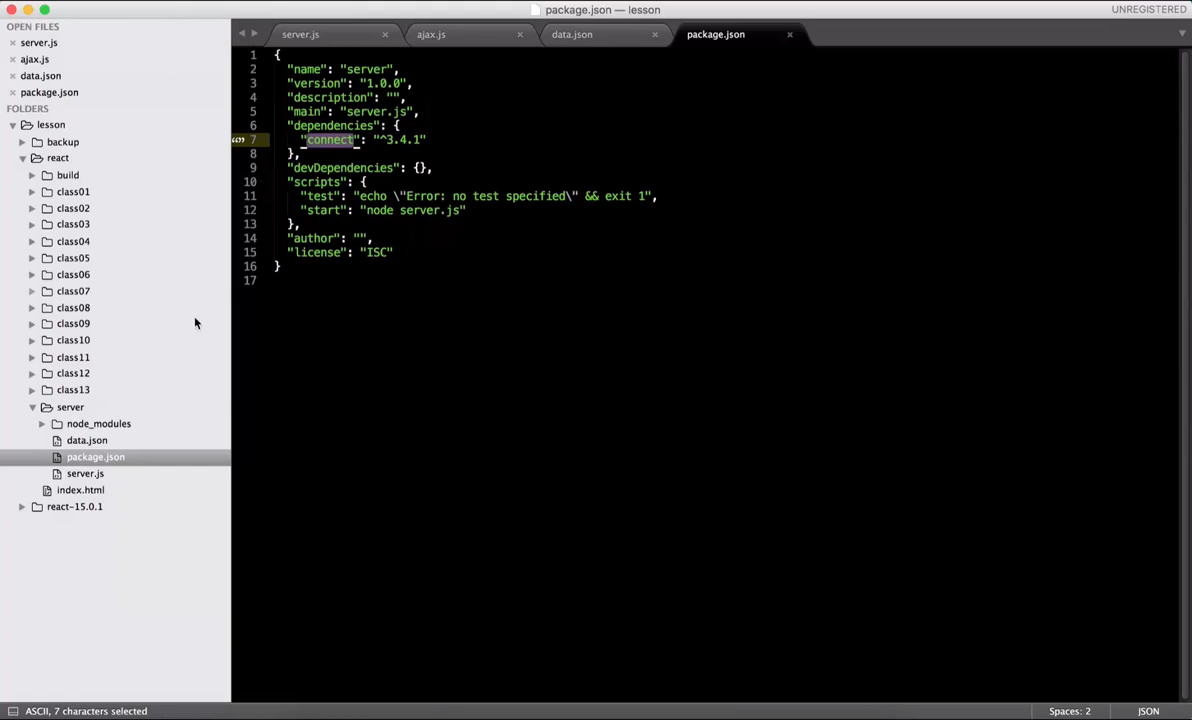 package.json — lesson
UNREGISTERED
OPEN FILES
server.js
ajax.js
data.json
package.json
FOLDERS
lesson
backup
react
build
class01
class02
class03
class04
class05
class06
class07
class08
class09
class10
class11
class12
class13
server
node_modules
data.json
package.json
server.js
index.html
react-15.0.1
server.js
ajax.js
data.json
package.json
1 {
2 "name": "server",
3 "version": "1.0.0",
4 "description": "",
5 "main": "server.js",
6 "dependencies": {
7 "connect": "^3.4.1"
8 },
9 "devDependencies": {},
10 "scripts": {
11 "test": "echo \"Error: no test specified\" && exit 1",
12 "start": "node server.js"
13 },
14 "author": "",
15 "license": "ISC"
16 }
17
ASCII, 7 characters selected
Spaces: 2
JSON